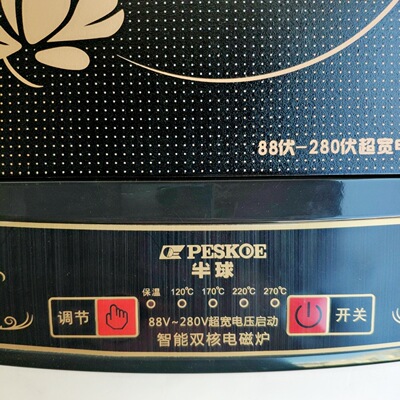 88伏-280伏超宽电
PESKOE
半球
保温 120℃ 170℃ 220℃ 270℃
调节 开关
88V~280V超宽电压启动
智能双核电磁炉